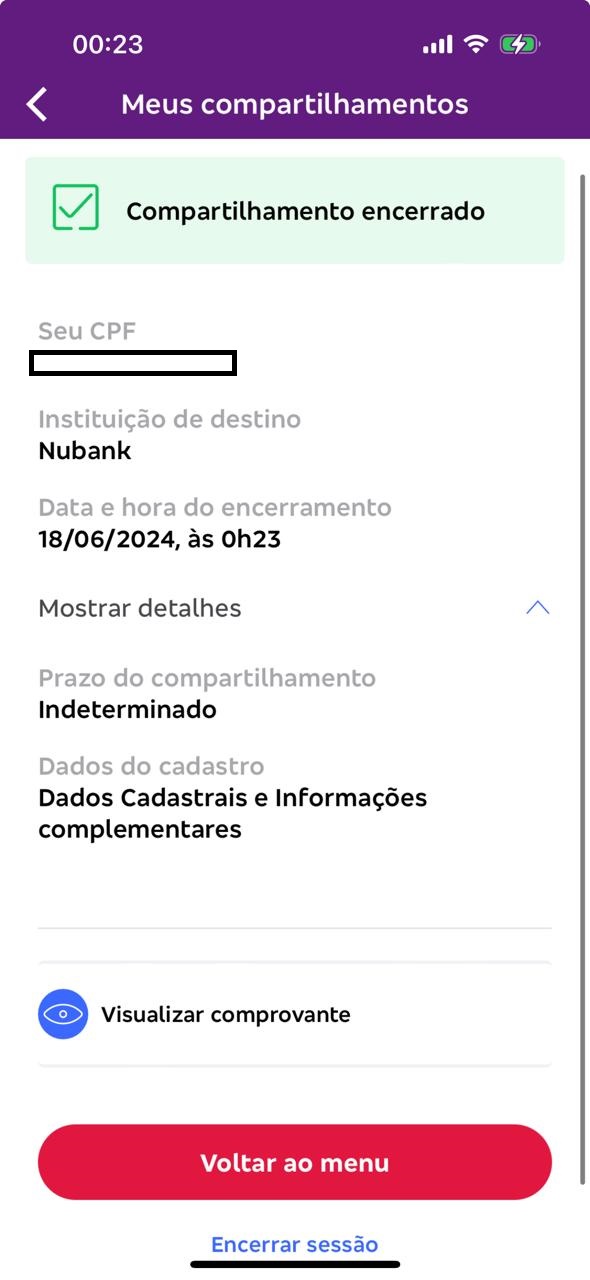 00:23
Meus compartilhamentos
Compartilhamento encerrado
Seu CPF
Instituição de destino
Nubank
Data e hora do encerramento
18/06/2024, às 0h23
Mostrar detalhes
Prazo do compartilhamento
Indeterminado
Dados do cadastro
Dados Cadastrais e Informações
complementares
Visualizar comprovante
Voltar ao menu
Encerrar sessão